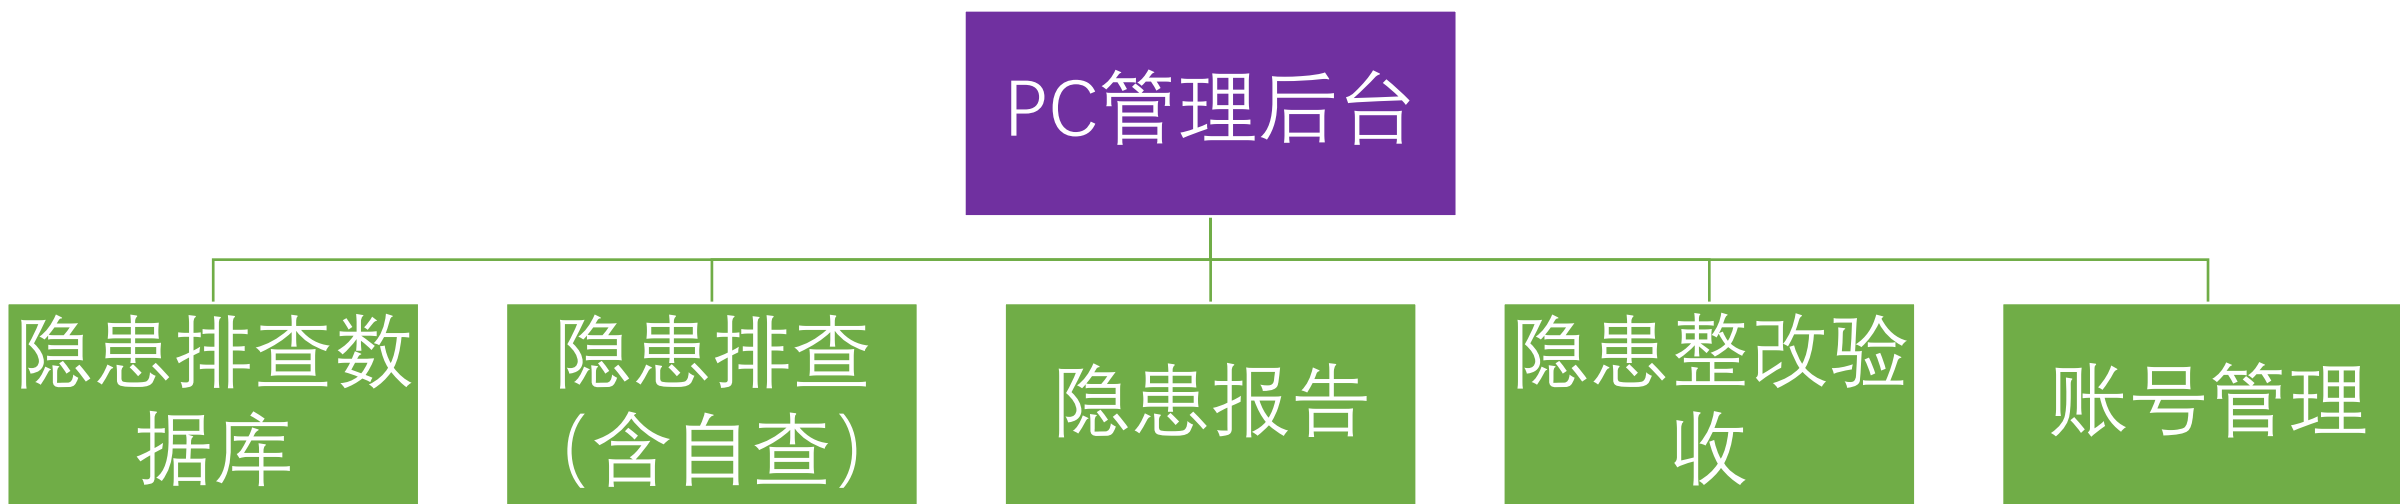 PC管理后台
隐患排查数
据库
隐患排查
（含自查）
隐患报告
隐患整改验
收
账号管理